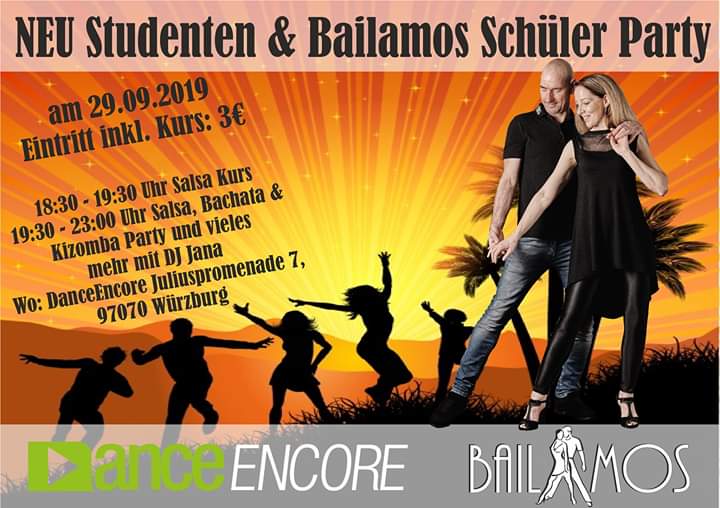 NEU Studenten & Bailamos Schüler Party
am 29.09.2019
Eintritt inkl. Kurs: 3€
18:30 - 19:30 Uhr Salsa Kurs
19:30 - 23:00 Uhr Salsa, Bachata &
Kizomba Party und vieles
mehr mit DJ Jana
Wo: DanceEncore Juliuspromenade 7,
97070 Würzburg
Dance ENCORE
BAILAMOS